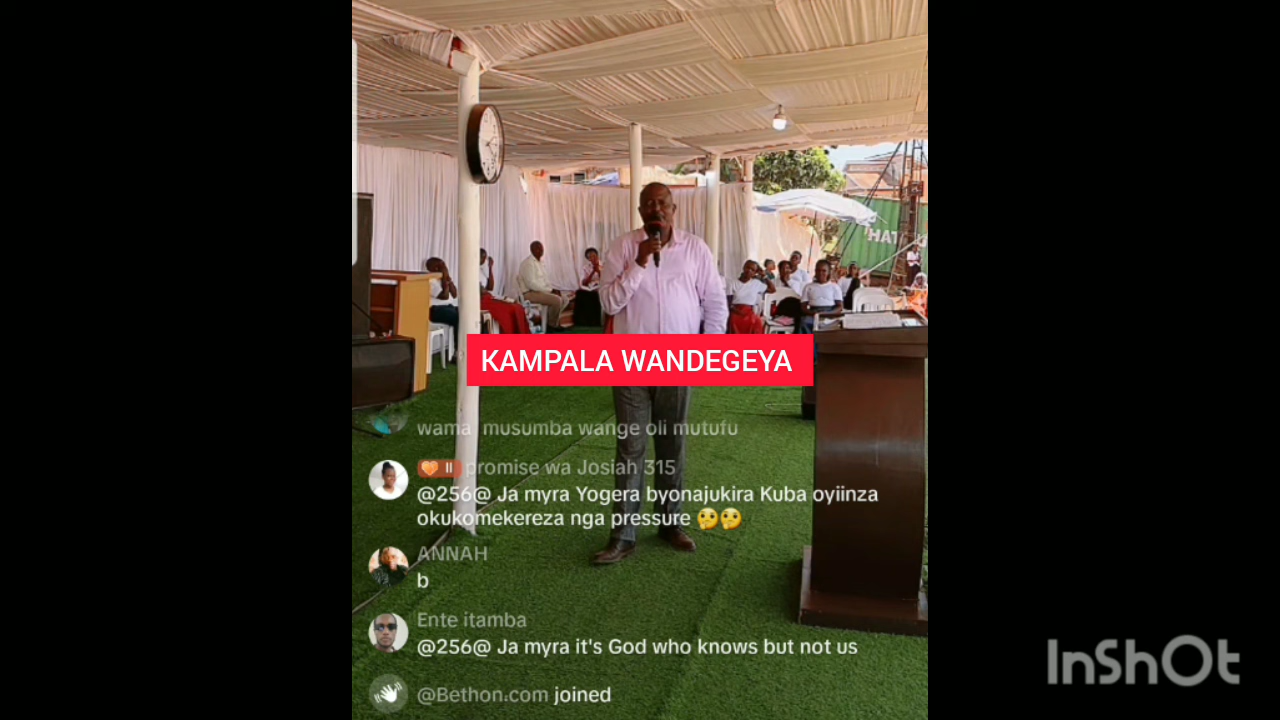 HAT
KAMPALA WANDEGEYA
wama musumba wange oli mutufu
II promise wa Josiah 315
@256@ Ja myra Yogera byonajukira Kuba oyiinza
okukomekereza nga pressure 🤔🤔
ANNAH
b
Ente itamba
@256@ Ja myra it's God who knows but not us
@Bethon.com joined
InShOt